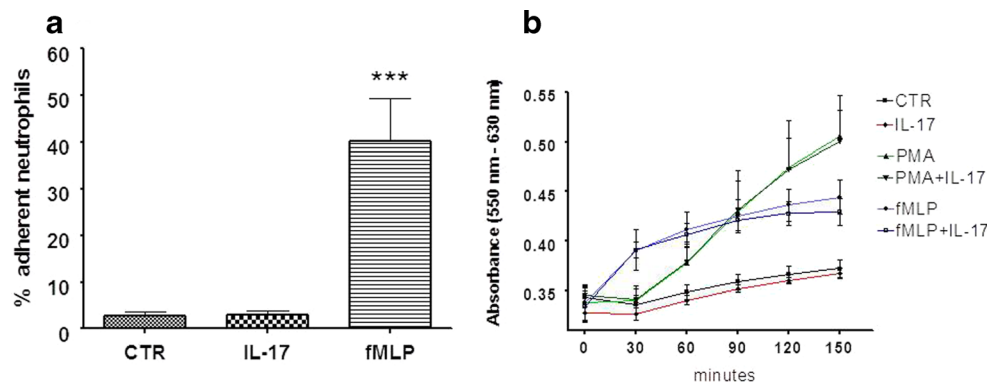 a
% adherent neutrophils
60
50
40
30
20
10
0
***
CTR
IL-17
fMLP
b
Absorbance (550 nm - 630 nm)
0.55
0.50
0.45
0.40
0.35
0
30
60
90
120
150
minutes
CTR
IL-17
PMA
PMA+IL-17
fMLP
fMLP+IL-17